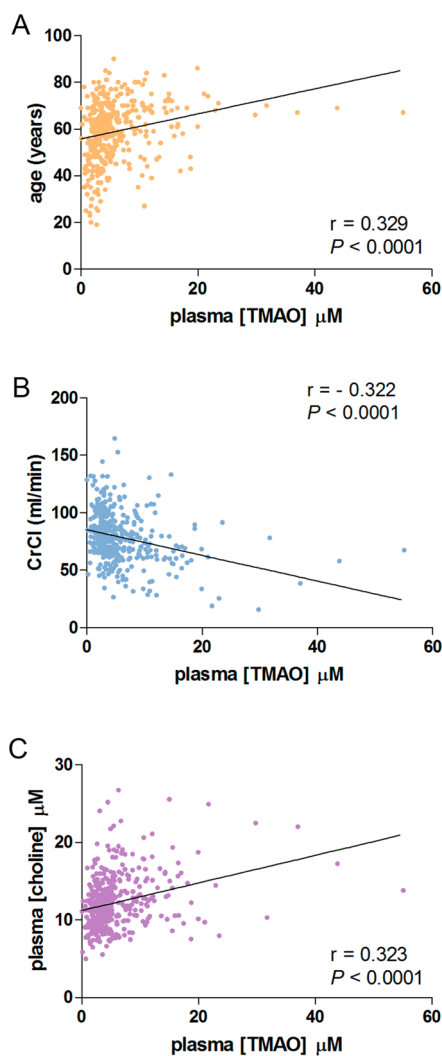 A
100
80
60
40
20
0
age (years)
r = 0.329
P < 0.0001
0 20 40 60
plasma [TMAO] µM
B
200
150
100
50
0
CrCl (ml/min)
r = - 0.322
P < 0.0001
0 20 40 60
plasma [TMAO] µM
C
30
20
10
0
plasma [choline] µM
r = 0.323
P < 0.0001
0 20 40 60
plasma [TMAO] µM